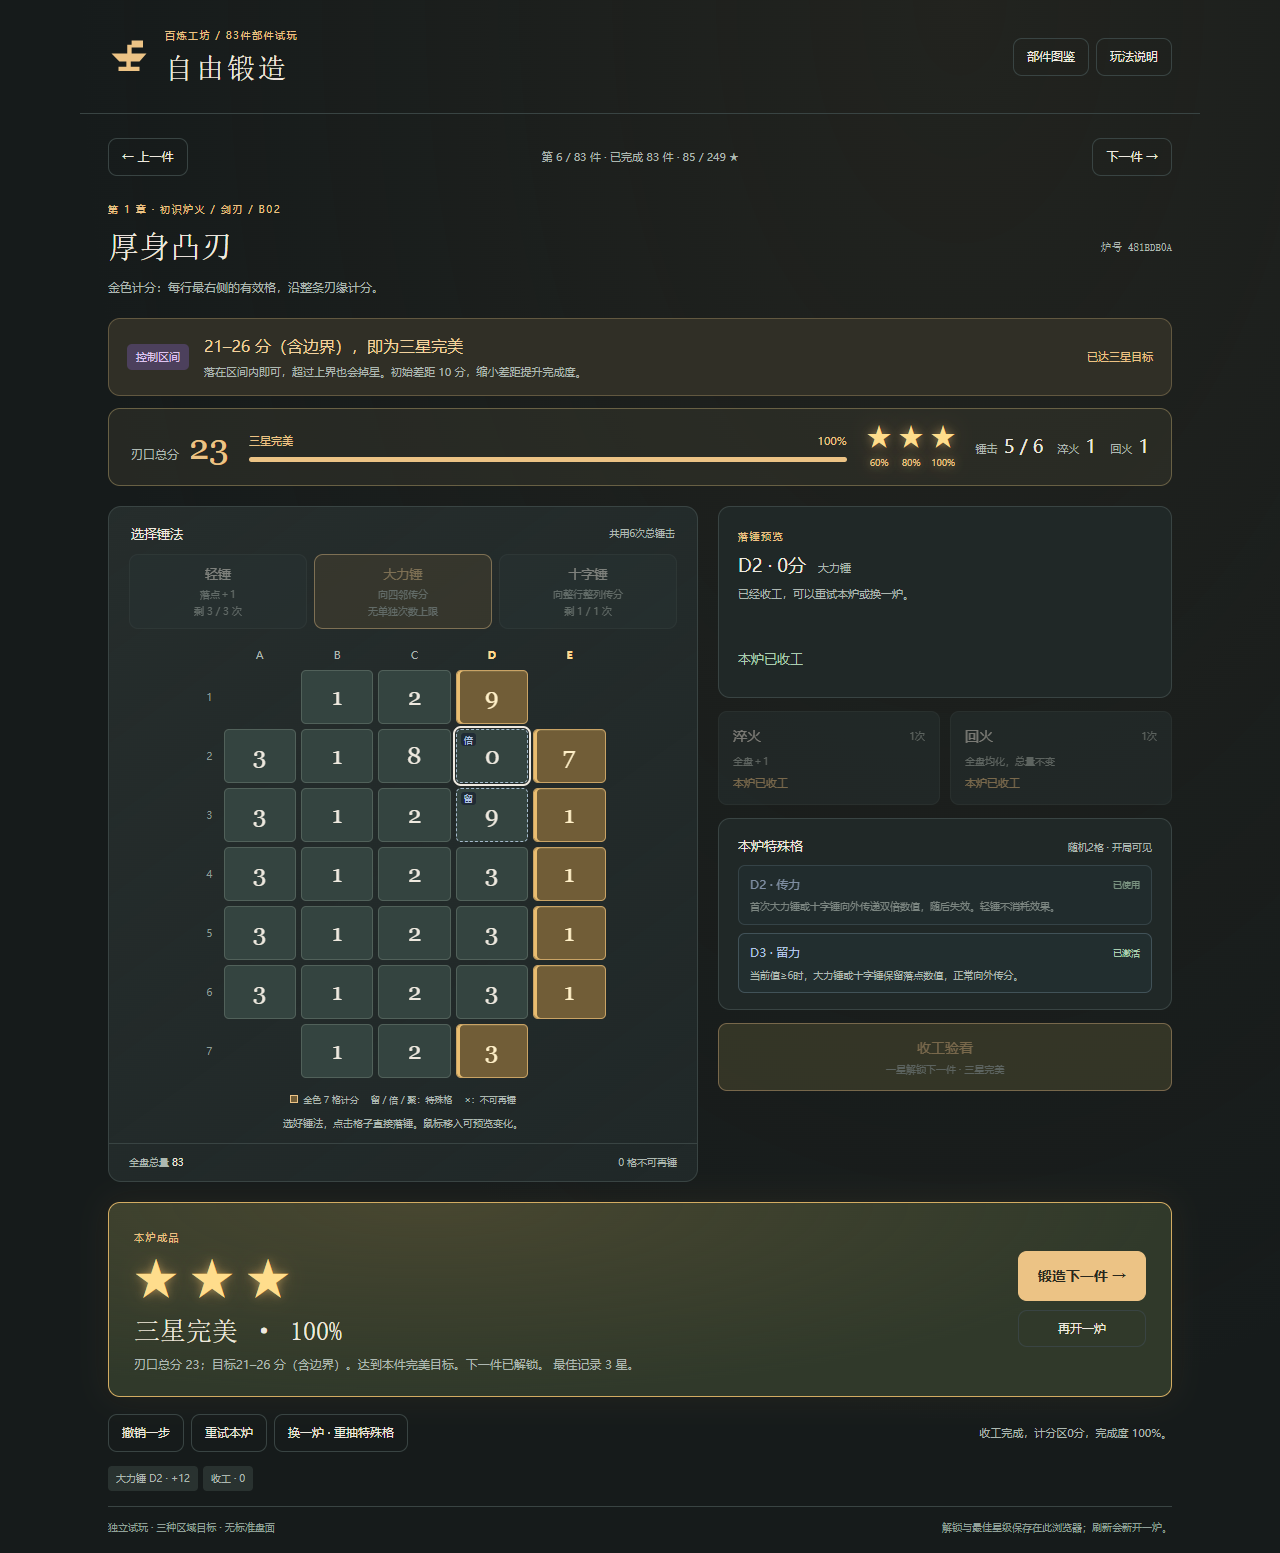 百炼工坊 / 83件部件试玩
自由锻造
部件图鉴
玩法说明
← 上一件
第 6 / 83 件 · 已完成 83 件 · 85 / 249 ★
下一件 →
第 1 章 · 初识炉火 / 剑刃 / B02
厚身凸刃
炉号 481BDB0A
金色计分：每行最右侧的有效格，沿整条刃缘计分。
控制区间
21–26 分（含边界），即为三星完美
落在区间内即可，超过上界也会掉星。初始差距 10 分，缩小差距提升完成度。
已达三星目标
刃口总分 23
三星完美
100%
★ ★ ★
60% 80% 100%
锤击 5 / 6 淬火 1 回火 1
选择锤法
共用6次总锤击
轻锤
落点 + 1
剩 3 / 3 次
大力锤
向四邻传分
无单独次数上限
十字锤
向整行整列传分
剩 1 / 1 次
A B C D E
1 1 2 9
2 3 1 8 倍 0 7
3 3 1 2 留 9 1
4 3 1 2 3 1
5 3 1 2 3 1
6 3 1 2 3 1
7 1 2 3
金色 7 格计分 留 / 倍 / 聚：特殊格 ×：不可再锤
选好锤法，点击格子直接落锤。鼠标移入可预览变化。
全盘总量 83
0 格不可再锤
落锤预览
D2 · 0分 大力锤
已经收工，可以重试本炉或换一炉。
本炉已收工
淬火 1次
全盘 + 1
本炉已收工
回火 1次
全盘均化，总量不变
本炉已收工
本炉特殊格
随机2格 · 开局可见
D2 · 传力 已使用
首次大力锤或十字锤向外传递双倍数值，随后失效。轻锤不消耗效果。
D3 · 留力 已激活
当前值≥6时，大力锤或十字锤保留落点数值，正常向外传分。
收工验看
一星解锁下一件 · 三星完美
本炉成品
★ ★ ★
三星完美 · 100%
刃口总分 23；目标21–26 分（含边界）。达到本件完美目标。下一件已解锁。 最佳记录 3 星。
锻造下一件 →
再开一炉
撤销一步
重试本炉
换一炉 · 重抽特殊格
收工完成，计分区0分，完成度 100%。
大力锤 D2 · +12
收工 · 0
独立试玩 · 三种区域目标 · 无标准盘面
解锁与最佳星级保存在此浏览器；刷新会新开一炉。